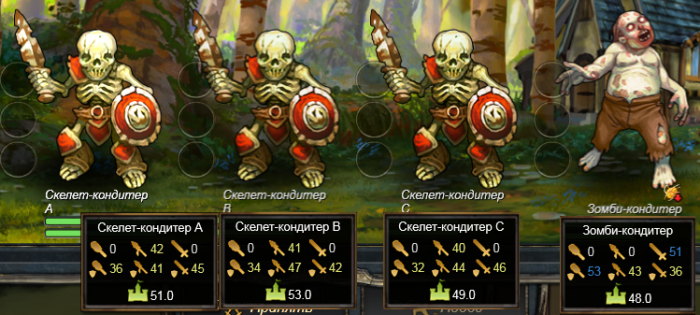 Скелет-кондитер
A
Скелет-кондитер
B
Скелет-кондитер
C
Зомби-кондитер
Скелет-кондитер A
0 42 0
36 41 45
51.0
Скелет-кондитер B
0 41 0
34 47 42
53.0
Скелет-кондитер C
0 40 0
32 44 46
49.0
Зомби-кондитер
0 0 51
53 43 36
48.0